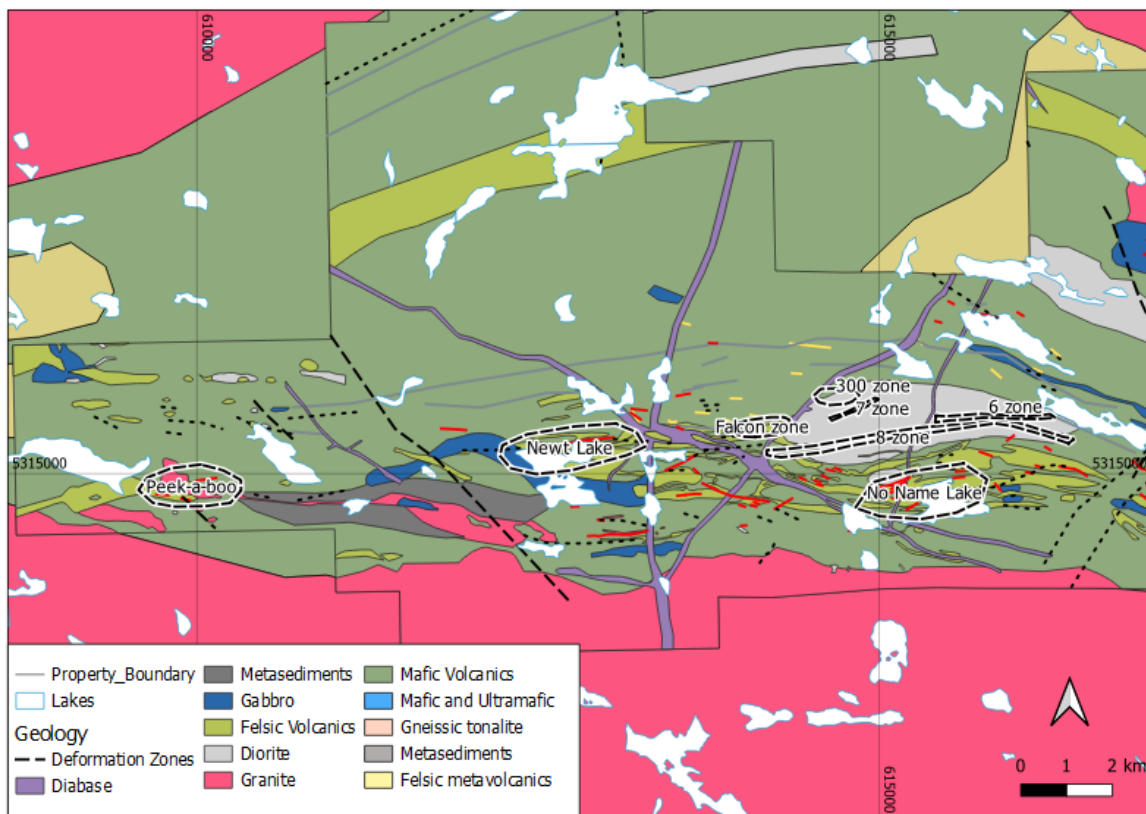 610000
615000
300 zone
7 zone
6 zone
Falcon zone
8 zone
Newt Lake
5315000
5315000
Peek-a-boo
No Name Lake
615000
Property_Boundary
Lakes
Geology
Deformation Zones
Diabase
Metasediments
Gabbro
Felsic Volcanics
Diorite
Granite
Mafic Volcanics
Mafic and Ultramafic
Gneissic tonalite
Metasediments
Felsic metavolcanics
0 1 2 km